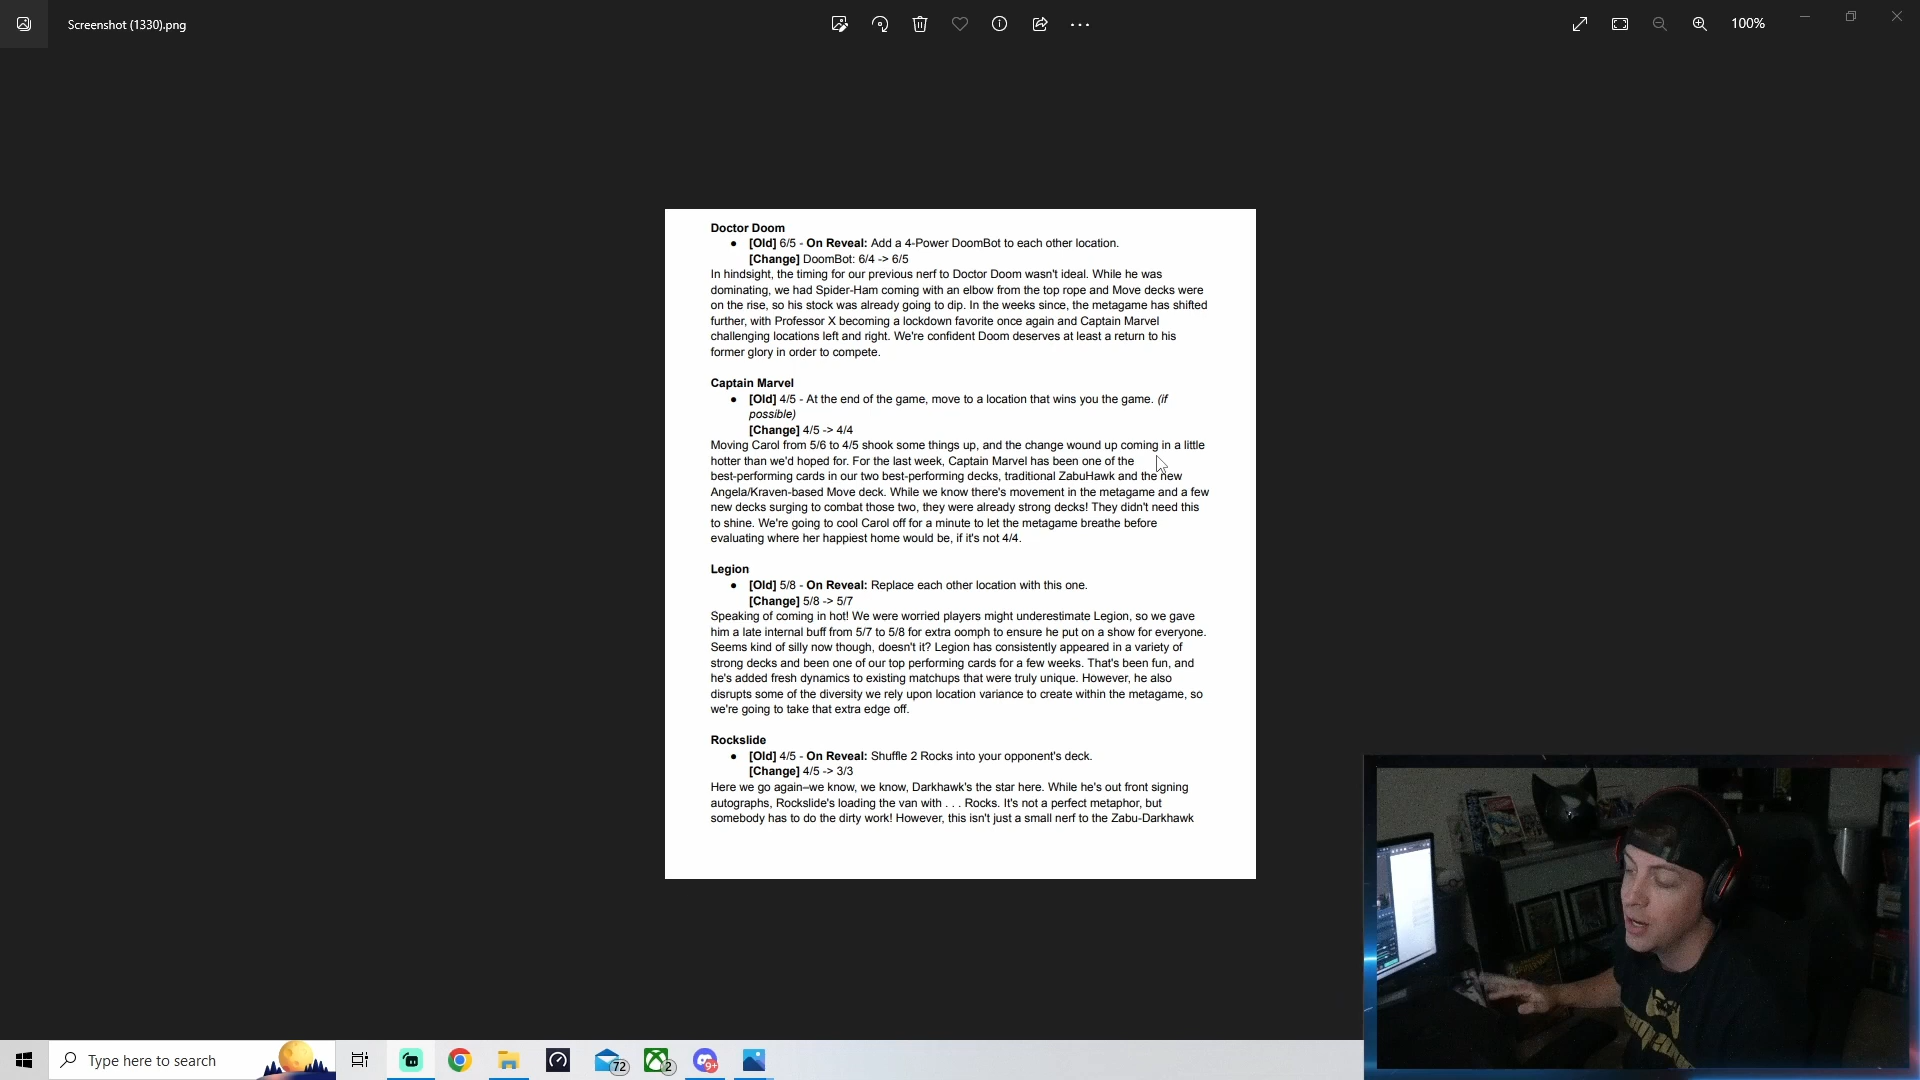 Screenshot (1330).png
100%
Doctor Doom
● [Old] 6/5 - On Reveal: Add a 4-Power DoomBot to each other location.
[Change] DoomBot: 6/4 -> 6/5
In hindsight, the timing for our previous nerf to Doctor Doom wasn't ideal. While he was
dominating, we had Spider-Ham coming with an elbow from the top rope and Move decks were
on the rise, so his stock was already going to dip. In the weeks since, the metagame has shifted
further, with Professor X becoming a lockdown favorite once again and Captain Marvel
challenging locations left and right. We're confident Doom deserves at least a return to his
former glory in order to compete.
Captain Marvel
● [Old] 4/5 - At the end of the game, move to a location that wins you the game. (if
possible)
[Change] 4/5 -> 4/4
Moving Carol from 5/6 to 4/5 shook some things up, and the change wound up coming in a little
hotter than we'd hoped for. For the last week, Captain Marvel has been one of the
best-performing cards in our two best-performing decks, traditional ZabuHawk and the new
Angela/Kraven-based Move deck. While we know there's movement in the metagame and a few
new decks surging to combat those two, they were already strong decks! They didn't need this
to shine. We're going to cool Carol off for a minute to let the metagame breathe before
evaluating where her happiest home would be, if it's not 4/4.
Legion
● [Old] 5/8 - On Reveal: Replace each other location with this one.
[Change] 5/8 -> 5/7
Speaking of coming in hot! We were worried players might underestimate Legion, so we gave
him a late internal buff from 5/7 to 5/8 for extra oomph to ensure he put on a show for everyone.
Seems kind of silly now though, doesn't it? Legion has consistently appeared in a variety of
strong decks and been one of our top performing cards for a few weeks. That's been fun, and
he's added fresh dynamics to existing matchups that were truly unique. However, he also
disrupts some of the diversity we rely upon location variance to create within the metagame, so
we're going to take that extra edge off.
Rockslide
● [Old] 4/5 - On Reveal: Shuffle 2 Rocks into your opponent's deck.
[Change] 4/5 -> 3/3
Here we go again–we know, we know, Darkhawk's the star here. While he's out front signing
autographs, Rockslide's loading the van with . . . Rocks. It's not a perfect metaphor, but
somebody has to do the dirty work! However, this isn't just a small nerf to the Zabu-Darkhawk
Type here to search
72
2
9+